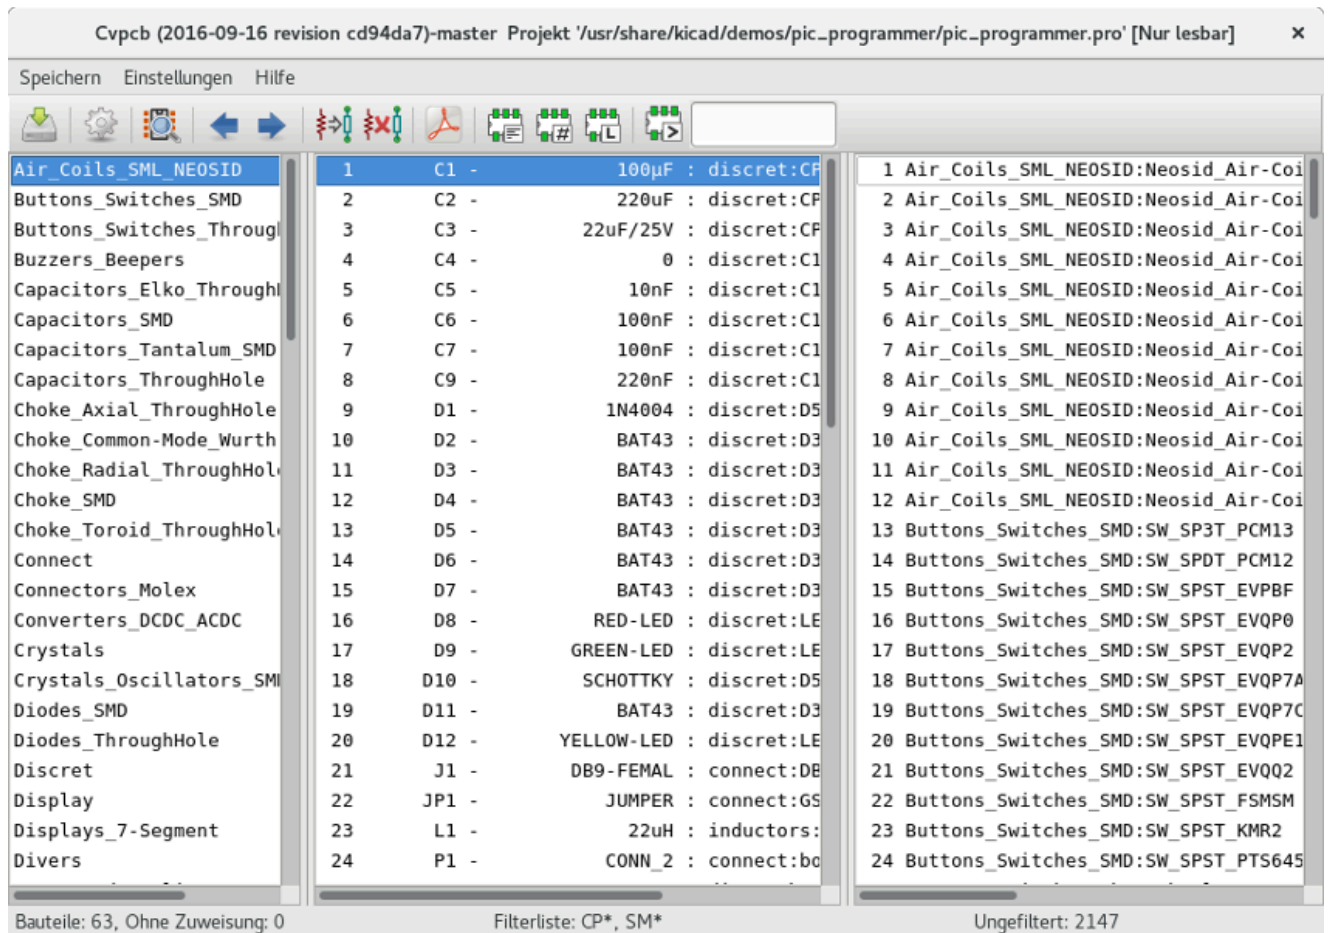 Cvpcb (2016-09-16 revision cd94da7)-master Projekt '/usr/share/kicad/demos/pic_programmer/pic_programmer.pro' [Nur lesbar]
Speichern Einstellungen Hilfe
Air_Coils_SML_NEOSID
Buttons_Switches_SMD
Buttons_Switches_Throug
Buzzers_Beepers
Capacitors_Elko_Through
Capacitors_SMD
Capacitors_Tantalum_SMD
Capacitors_ThroughHole
Choke_Axial_ThroughHole
Choke_Common-Mode_Wurth
Choke_Radial_ThroughHol
Choke_SMD
Choke_Toroid_ThroughHol
Connect
Connectors_Molex
Converters_DCDC_ACDC
Crystals
Crystals_Oscillators_SM
Diodes_SMD
Diodes_ThroughHole
Discret
Display
Displays_7-Segment
Divers
1 C1 - 100µF : discret:CP
2 C2 - 220uF : discret:CP
3 C3 - 22uF/25V : discret:CP
4 C4 - 0 : discret:C1
5 C5 - 10nF : discret:C1
6 C6 - 100nF : discret:C1
7 C7 - 100nF : discret:C1
8 C9 - 220nF : discret:C1
9 D1 - 1N4004 : discret:D5
10 D2 - BAT43 : discret:D3
11 D3 - BAT43 : discret:D3
12 D4 - BAT43 : discret:D3
13 D5 - BAT43 : discret:D3
14 D6 - BAT43 : discret:D3
15 D7 - BAT43 : discret:D3
16 D8 - RED-LED : discret:LE
17 D9 - GREEN-LED : discret:LE
18 D10 - SCHOTTKY : discret:D5
19 D11 - BAT43 : discret:D3
20 D12 - YELLOW-LED : discret:LE
21 J1 - DB9-FEMAL : connect:DB
22 JP1 - JUMPER : connect:GS
23 L1 - 22uH : inductors:
24 P1 - CONN_2 : connect:bo
1 Air_Coils_SML_NEOSID:Neosid_Air-Coi
2 Air_Coils_SML_NEOSID:Neosid_Air-Coi
3 Air_Coils_SML_NEOSID:Neosid_Air-Coi
4 Air_Coils_SML_NEOSID:Neosid_Air-Coi
5 Air_Coils_SML_NEOSID:Neosid_Air-Coi
6 Air_Coils_SML_NEOSID:Neosid_Air-Coi
7 Air_Coils_SML_NEOSID:Neosid_Air-Coi
8 Air_Coils_SML_NEOSID:Neosid_Air-Coi
9 Air_Coils_SML_NEOSID:Neosid_Air-Coi
10 Air_Coils_SML_NEOSID:Neosid_Air-Coi
11 Air_Coils_SML_NEOSID:Neosid_Air-Coi
12 Air_Coils_SML_NEOSID:Neosid_Air-Coi
13 Buttons_Switches_SMD:SW_SP3T_PCM13
14 Buttons_Switches_SMD:SW_SPDT_PCM12
15 Buttons_Switches_SMD:SW_SPST_EVPBF
16 Buttons_Switches_SMD:SW_SPST_EVQP0
17 Buttons_Switches_SMD:SW_SPST_EVQP2
18 Buttons_Switches_SMD:SW_SPST_EVQP7A
19 Buttons_Switches_SMD:SW_SPST_EVQP7C
20 Buttons_Switches_SMD:SW_SPST_EVQPE1
21 Buttons_Switches_SMD:SW_SPST_EVQQ2
22 Buttons_Switches_SMD:SW_SPST_FSMSM
23 Buttons_Switches_SMD:SW_SPST_KMR2
24 Buttons_Switches_SMD:SW_SPST_PTS645
Bauteile: 63, Ohne Zuweisung: 0
Filterliste: CP*, SM*
Ungefiltert: 2147